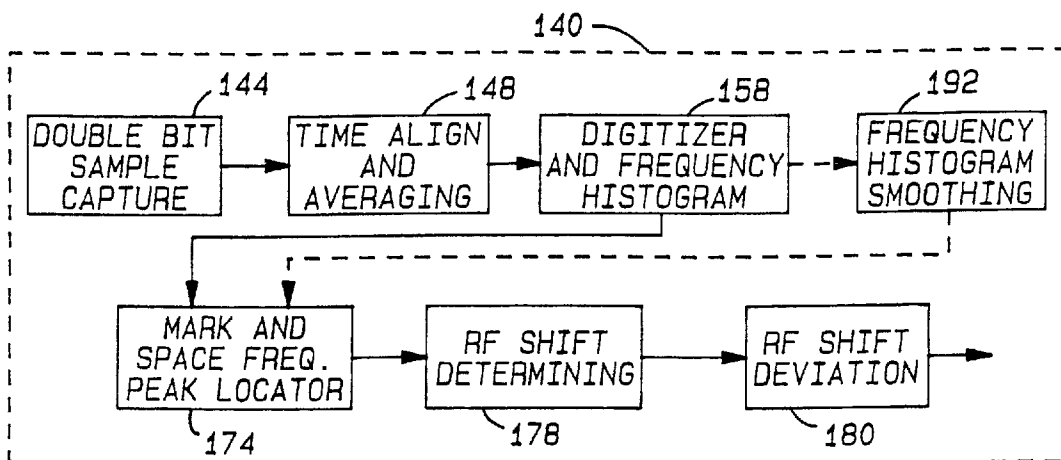 140
144
148
158
192
DOUBLE BIT
SAMPLE
CAPTURE
TIME ALIGN
AND
AVERAGING
DIGITIZER
AND FREQUENCY
HISTOGRAM
FREQUENCY
HISTOGRAM
SMOOTHING
MARK AND
SPACE FREQ.
PEAK LOCATOR
RF SHIFT
DETERMINING
RF SHIFT
DEVIATION
174
178
180